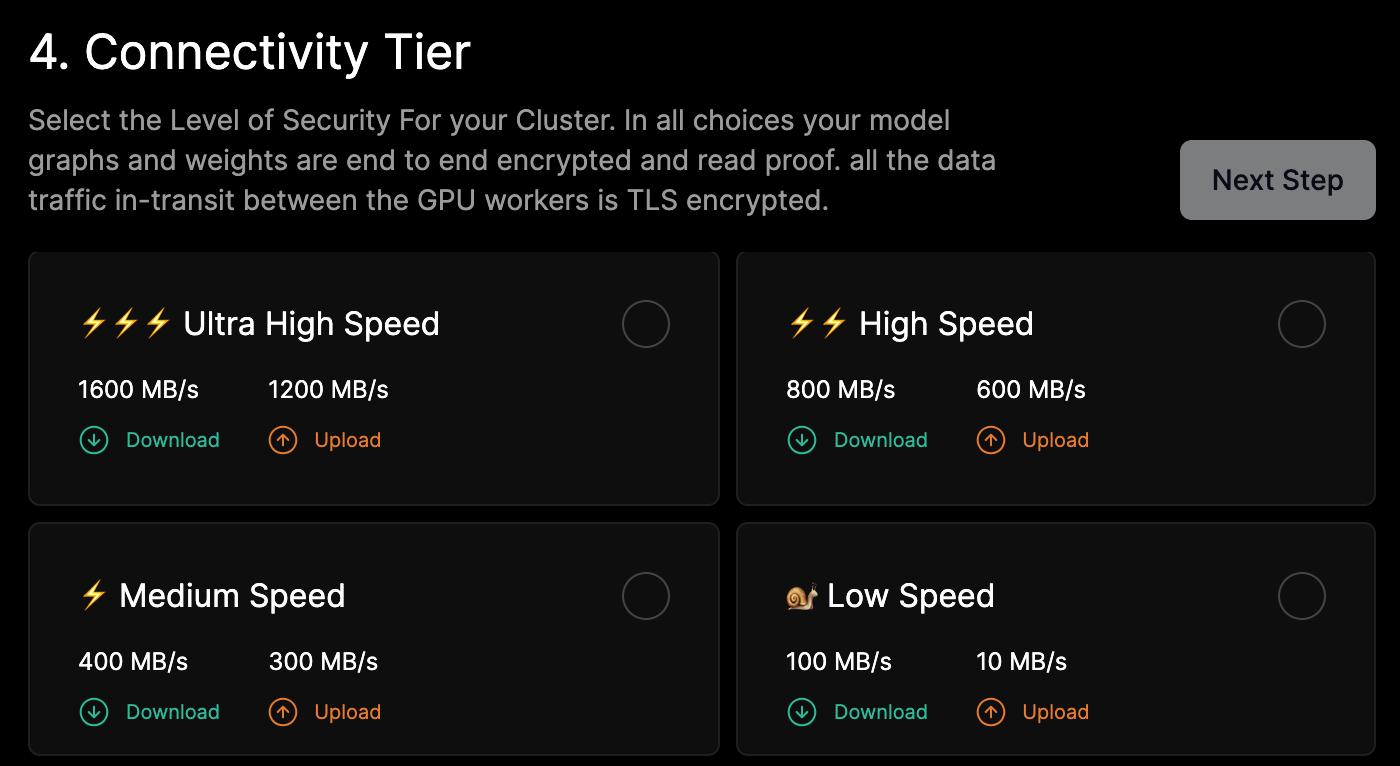 4. Connectivity Tier
Select the Level of Security For your Cluster. In all choices your model
graphs and weights are end to end encrypted and read proof. all the data
traffic in-transit between the GPU workers is TLS encrypted.
Next Step
⚡⚡⚡ Ultra High Speed
1600 MB/s 1200 MB/s
Download Upload
⚡⚡ High Speed
800 MB/s 600 MB/s
Download Upload
⚡ Medium Speed
400 MB/s 300 MB/s
Download Upload
🐌 Low Speed
100 MB/s 10 MB/s
Download Upload